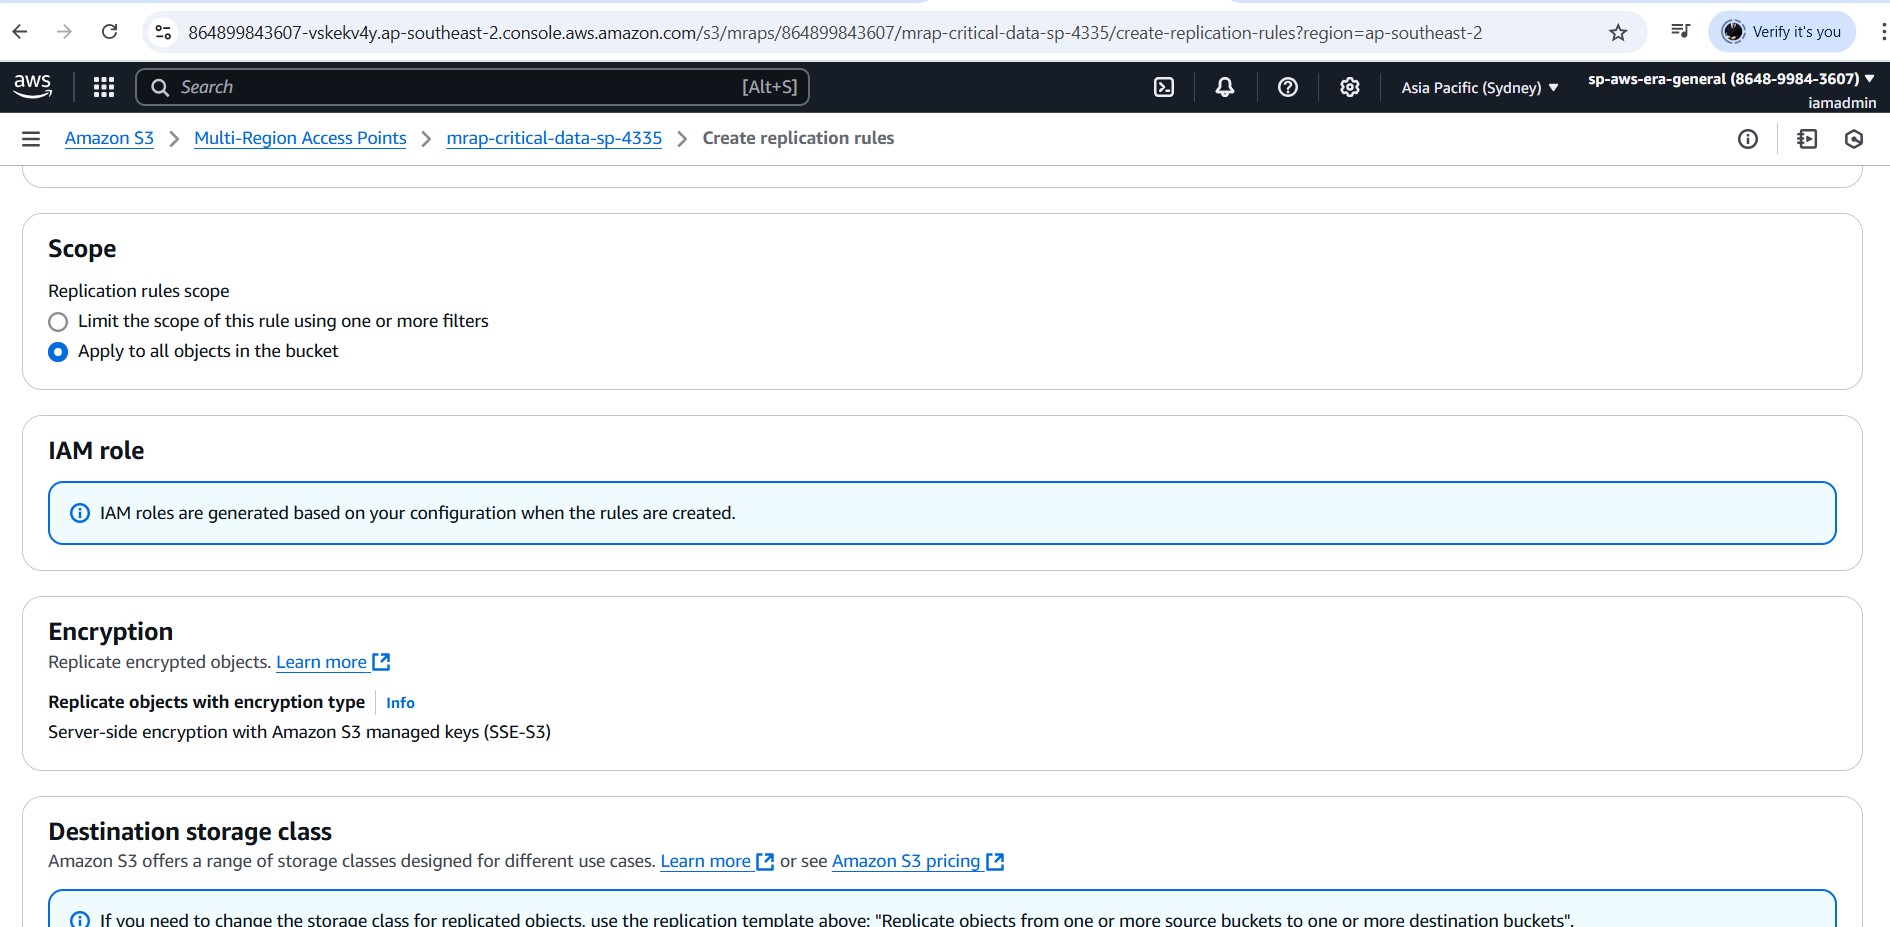 864899843607-vskekv4y.ap-southeast-2.console.aws.amazon.com/s3/mraps/864899843607/mrap-critical-data-sp-4335/create-replication-rules?region=ap-southeast-2
Verify it's you
aws
Search
[Alt+S]
Asia Pacific (Sydney)
sp-aws-era-general (8648-9984-3607)
iamadmin
Amazon S3 > Multi-Region Access Points > mrap-critical-data-sp-4335 > Create replication rules
Scope
Replication rules scope
Limit the scope of this rule using one or more filters
Apply to all objects in the bucket
IAM role
IAM roles are generated based on your configuration when the rules are created.
Encryption
Replicate encrypted objects. Learn more
Replicate objects with encryption type Info
Server-side encryption with Amazon S3 managed keys (SSE-S3)
Destination storage class
Amazon S3 offers a range of storage classes designed for different use cases. Learn more or see Amazon S3 pricing
If you need to change the storage class for replicated objects, use the replication template above: "Replicate objects from one or more source buckets to one or more destination buckets".